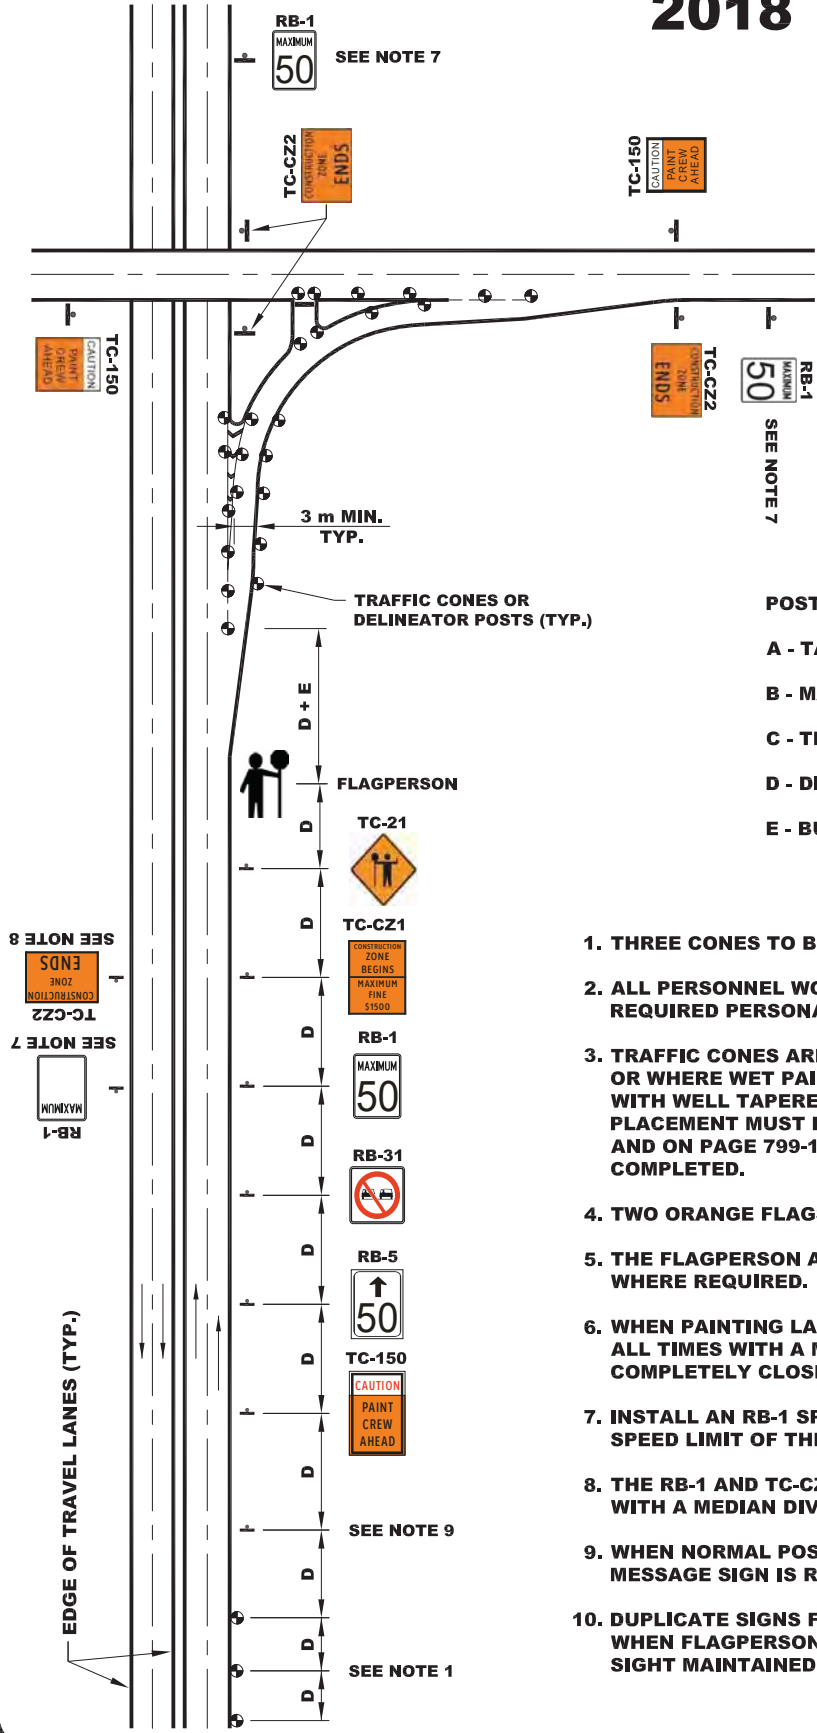 2018
RB-1
MAXIMUM
50
SEE NOTE 7
TC-CZ2
CONSTRUCTION
ZONE
ENDS
TC-150
CAUTION
PAINT
CREW
AHEAD
TC-150
CAUTION
PAINT
CREW
AHEAD
TC-CZ2
CONSTRUCTION
ZONE
ENDS
RB-1
MAXIMUM
50
SEE NOTE 7
3 m MIN.
TYP.
TRAFFIC CONES OR
DELINEATOR POSTS (TYP.)
D + E
FLAGPERSON
D
TC-21
D
TC-CZ1
CONSTRUCTION
ZONE
BEGINS
MAXIMUM
FINE
$1500
D
RB-1
MAXIMUM
50
D
RB-31
D
RB-5
50
D
TC-150
CAUTION
PAINT
CREW
AHEAD
D
SEE NOTE 9
D
D
SEE NOTE 1
D
SEE NOTE 8
TC-CZ2
CONSTRUCTION
ZONE
ENDS
SEE NOTE 7
RB-1
MAXIMUM
EDGE OF TRAVEL LANES (TYP.)
POST
A - TA
B - M
C - T
D - D
E - BU
1. THREE CONES TO B
2. ALL PERSONNEL WO
REQUIRED PERSONA
3. TRAFFIC CONES ARE
OR WHERE WET PAI
WITH WELL TAPERE
PLACEMENT MUST
AND ON PAGE 799-1
COMPLETED.
4. TWO ORANGE FLAG
5. THE FLAGPERSON A
WHERE REQUIRED.
6. WHEN PAINTING LA
ALL TIMES WITH A
COMPLETELY CLOS
7. INSTALL AN RB-1 SP
SPEED LIMIT OF THE
8. THE RB-1 AND TC-CZ
WITH A MEDIAN DIV
9. WHEN NORMAL POS
MESSAGE SIGN IS R
10. DUPLICATE SIGNS F
WHEN FLAGPERSON
SIGHT MAINTAINED